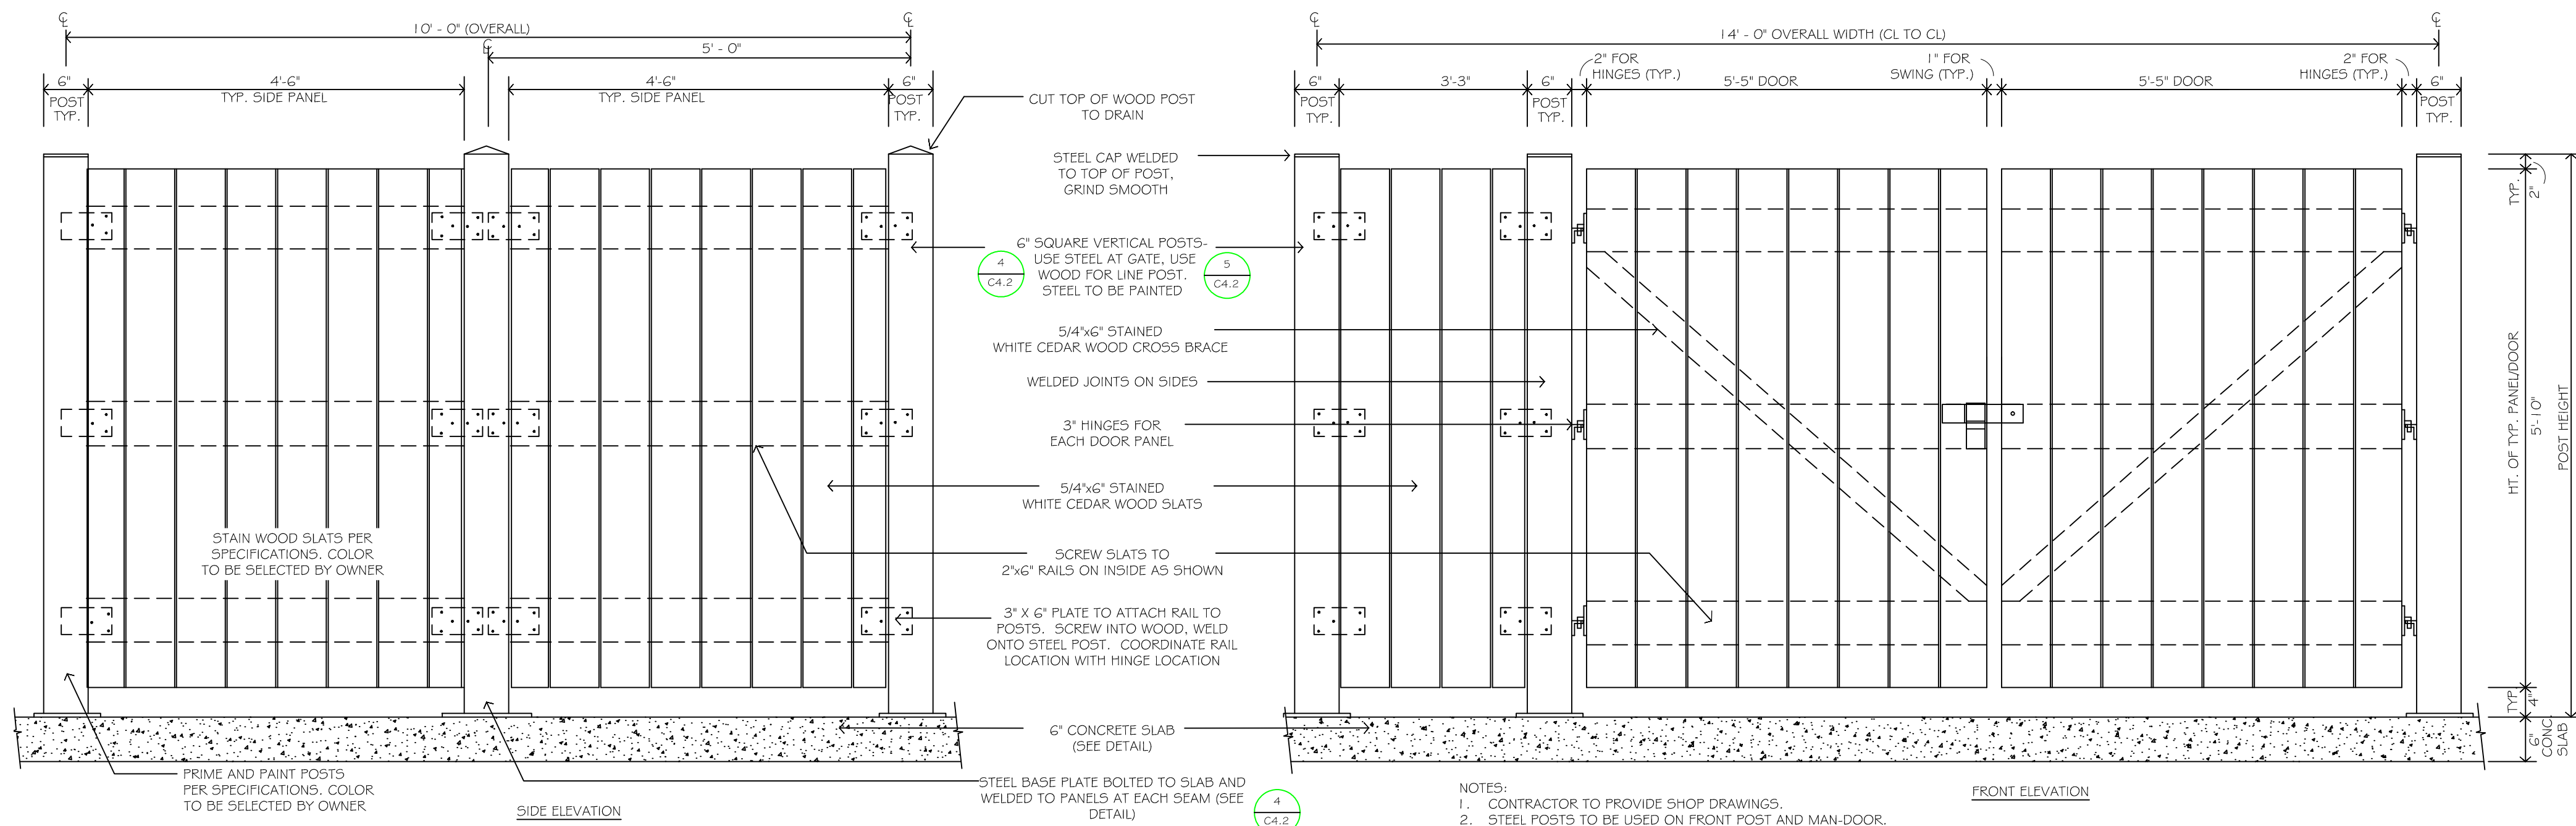 ℄
℄
10' - 0" (OVERALL)
℄
5' - 0"
6"
4'-6"
4'-6"
6"
POST
TYP.
TYP. SIDE PANEL
TYP. SIDE PANEL
POST
TYP.
STAIN WOOD SLATS PER
SPECIFICATIONS. COLOR
TO BE SELECTED BY OWNER
PRIME AND PAINT POSTS
PER SPECIFICATIONS. COLOR
TO BE SELECTED BY OWNER
SIDE ELEVATION
CUT TOP OF WOOD POST
TO DRAIN
STEEL CAP WELDED
TO TOP OF POST,
GRIND SMOOTH
6" SQUARE VERTICAL POSTS-
USE STEEL AT GATE, USE
WOOD FOR LINE POST.
STEEL TO BE PAINTED
4
C4.2
5
C4.2
5/4"x6" STAINED
WHITE CEDAR WOOD CROSS BRACE
WELDED JOINTS ON SIDES
3" HINGES FOR
EACH DOOR PANEL
5/4"x6" STAINED
WHITE CEDAR WOOD SLATS
SCREW SLATS TO
2"x6" RAILS ON INSIDE AS SHOWN
3" X 6" PLATE TO ATTACH RAIL TO
POSTS. SCREW INTO WOOD, WELD
ONTO STEEL POST. COORDINATE RAIL
LOCATION WITH HINGE LOCATION
6" CONCRETE SLAB
(SEE DETAIL)
STEEL BASE PLATE BOLTED TO SLAB AND
WELDED TO PANELS AT EACH SEAM (SEE
DETAIL)
4
C4.2
℄
℄
14' - 0" OVERALL WIDTH (CL TO CL)
2" FOR
HINGES (TYP.)
1" FOR
SWING (TYP.)
2" FOR
HINGES (TYP.)
6"
3'-3"
6"
5'-5" DOOR
5'-5" DOOR
6"
POST
TYP.
POST
TYP.
POST
TYP.
TYP.
2"
HT. OF TYP. PANEL/DOOR
5'-10"
POST HEIGHT
TYP.
4"
6"
CONC.
SLAB
FRONT ELEVATION
NOTES:
1. CONTRACTOR TO PROVIDE SHOP DRAWINGS.
2. STEEL POSTS TO BE USED ON FRONT POST AND MAN-DOOR.